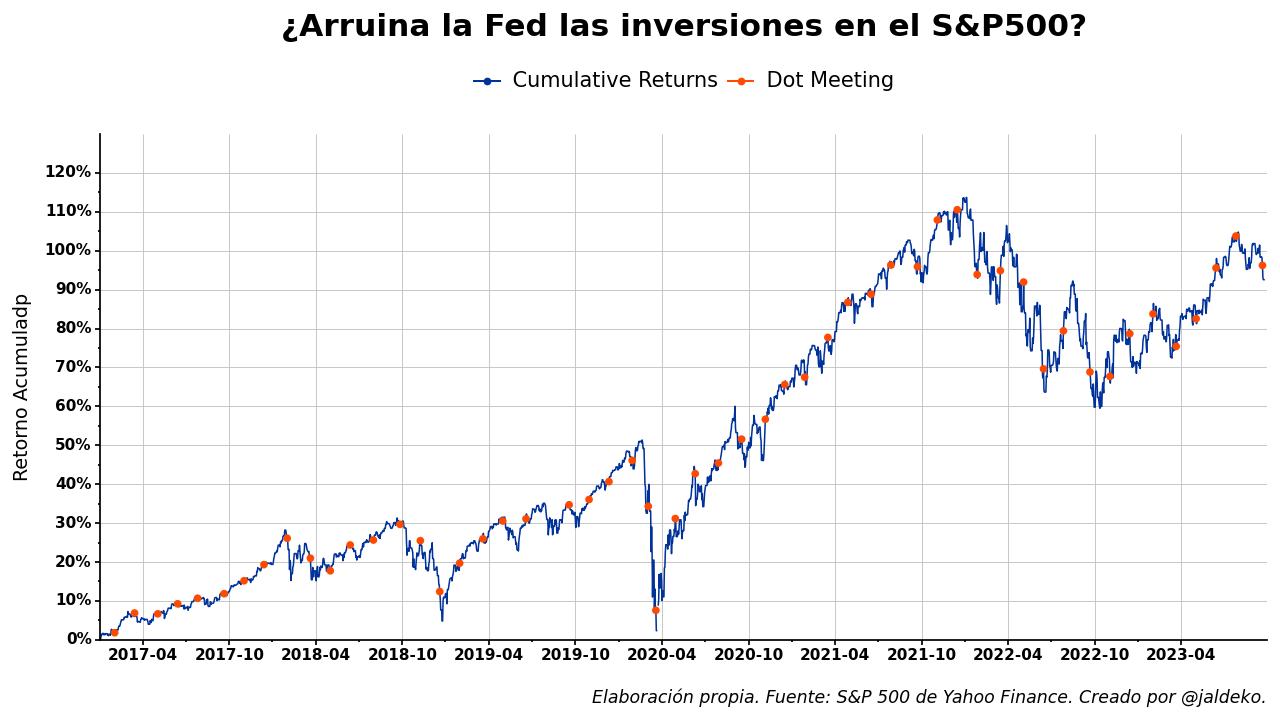 ¿Arruina la Fed las inversiones en el S&P500?
Cumulative Returns Dot Meeting
120%
110%
100%
90%
80%
70%
60%
50%
40%
30%
20%
10%
0%
Retorno Acumuladp
2017-04 2017-10 2018-04 2018-10 2019-04 2019-10 2020-04 2020-10 2021-04 2021-10 2022-04 2022-10 2023-04
Elaboración propia. Fuente: S&P 500 de Yahoo Finance. Creado por @jaldeko.